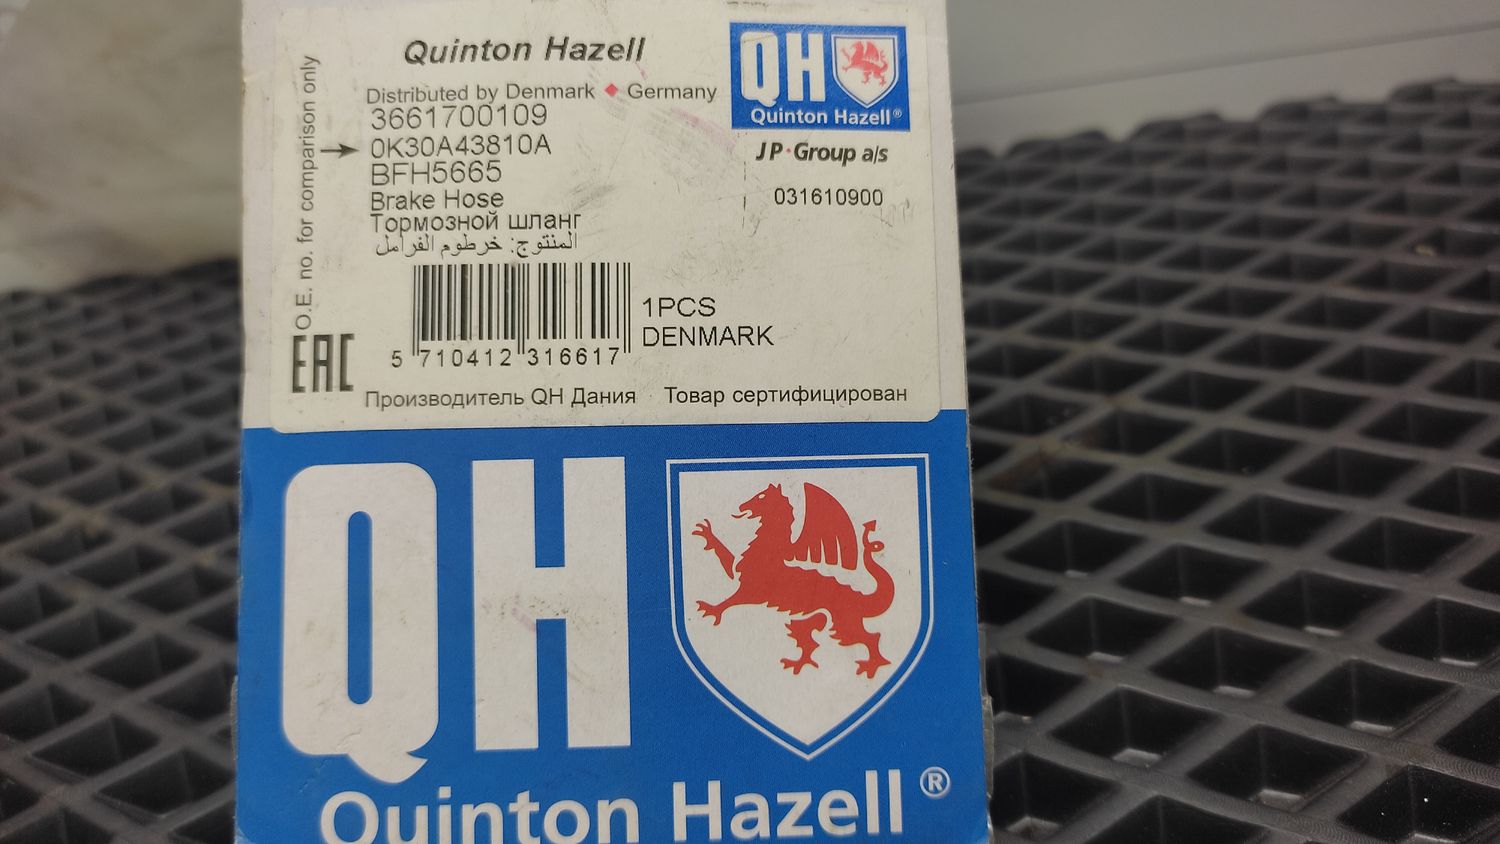 Quinton Hazell
Distributed by Denmark ♦ Germany
3661700109
0K30A43810A
BFH5665
Brake Hose
Тормозной шланг
المنتوج: خرطوم الفرامل
O.E. no. for comparison only
QH
Quinton Hazell®
JP·Group a/s
031610900
1PCS
DENMARK
5 710412 316617
EAC
Производитель QH Дания Товар сертифицирован
QH
Quinton Hazell®